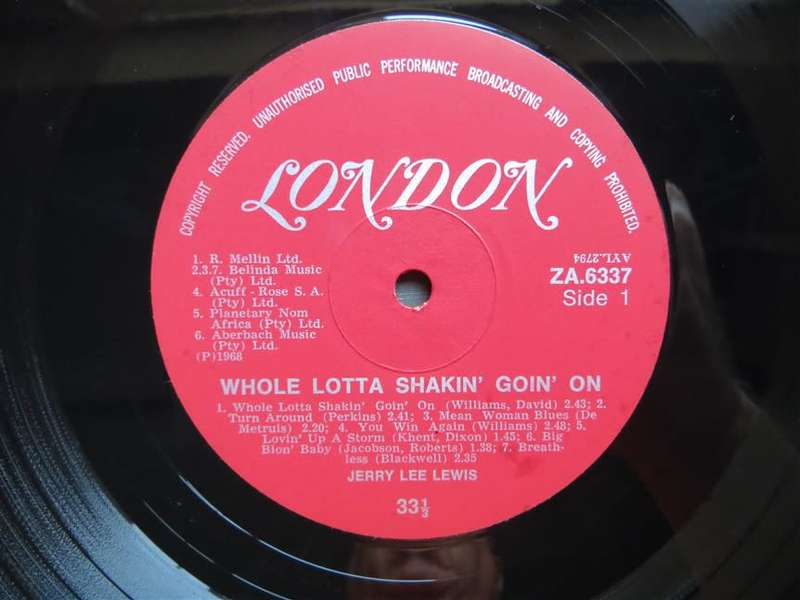 COPYRIGHT RESERVED. UNAUTHORISED PUBLIC PERFORMANCE BROADCASTING AND COPYING PROHIBITED.
LONDON
1. R. Mellin Ltd.
2.3.7. Belinda Music
(Pty) Ltd.
4. Acuff - Rose S. A.
(Pty) Ltd.
5. Planetary Nom
Africa (Pty) Ltd.
6. Aberbach Music
(Pty) Ltd.
(P)1968
AYL.2794
ZA.6337
Side 1
WHOLE LOTTA SHAKIN' GOIN' ON
1. Whole Lotta Shakin' Goin' On (Williams, David) 2.43; 2.
Turn Around (Perkins) 2.41; 3. Mean Woman Blues (De
Metruis) 2.20; 4. You Win Again (Williams) 2.48; 5.
Lovin' Up A Storm (Khent, Dixon) 1.45; 6. Big
Blon' Baby (Jacobson, Roberts) 1.38; 7. Breath-
less (Blackwell) 2.35
JERRY LEE LEWIS
33⅓